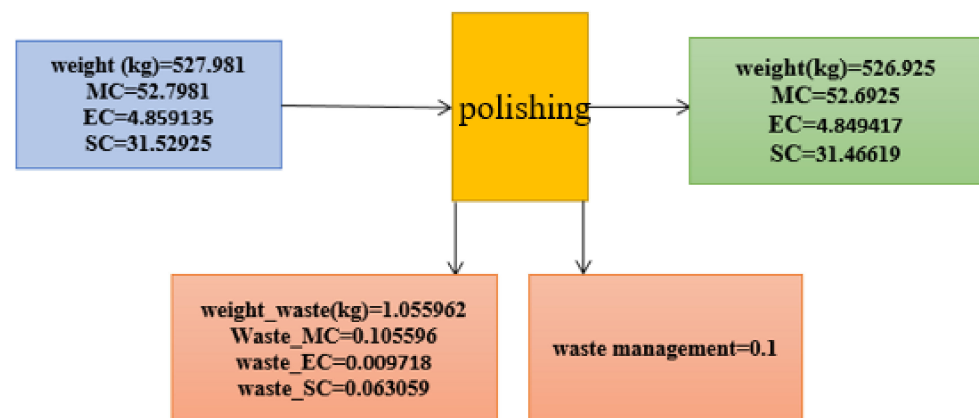 weight (kg)=527.981
MC=52.7981
EC=4.859135
SC=31.52925
polishing
weight(kg)=526.925
MC=52.6925
EC=4.849417
SC=31.46619
weight_waste(kg)=1.055962
Waste_MC=0.105596
waste_EC=0.009718
waste_SC=0.063059
waste management=0.1